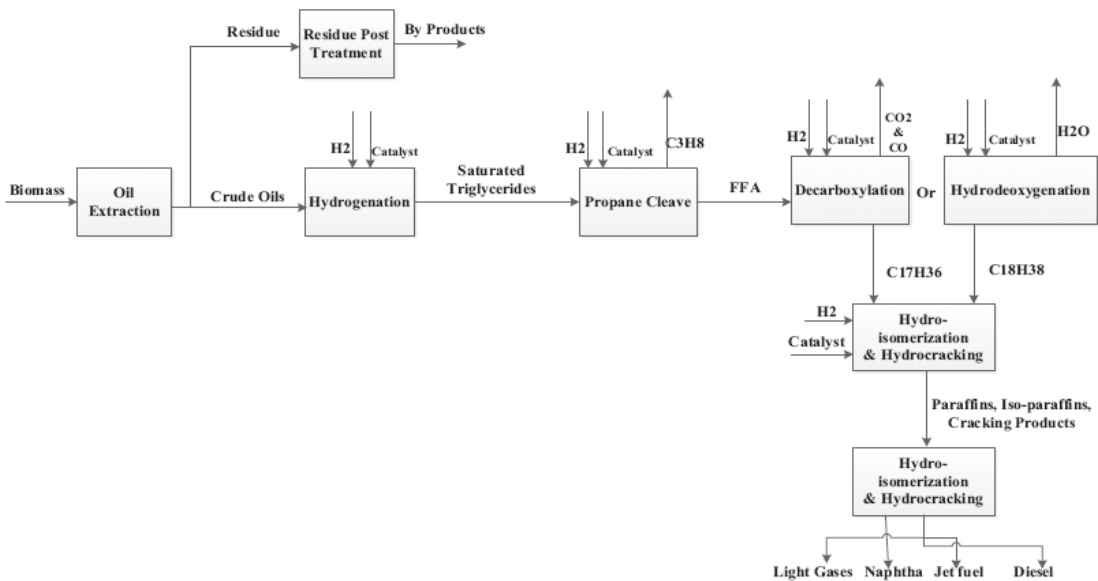 Residue
Residue Post
Treatment
By Products
Biomass
Oil
Extraction
Crude Oils
H2
Catalyst
Hydrogenation
Saturated
Triglycerides
H2
Catalyst
C3H8
Propane Cleave
FFA
H2
Catalyst
CO2
&
CO
Decarboxylation
Or
H2
Catalyst
H2O
Hydrodeoxygenation
C17H36
C18H38
H2
Catalyst
Hydro-
isomerization
& Hydrocracking
Paraffins, Iso-paraffins,
Cracking Products
Hydro-
isomerization
& Hydrocracking
Light Gases
Naphtha
Jet fuel
Diesel